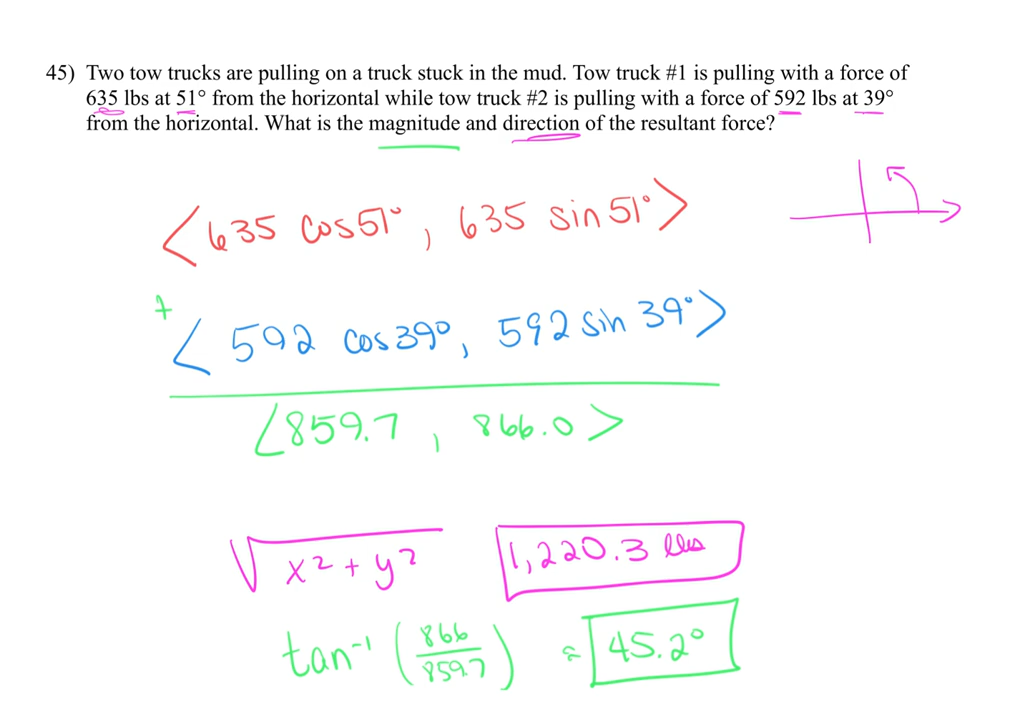 45) Two tow trucks are pulling on a truck stuck in the mud. Tow truck #1 is pulling with a force of
635 lbs at 51° from the horizontal while tow truck #2 is pulling with a force of 592 lbs at 39°
from the horizontal. What is the magnitude and direction of the resultant force?
<635 cos51°, 635 sin 51°>
+
<592 cos39°, 592 sin 39°>
<859.7, 866.0>
√x²+y² 1,220.3 lbs
tan⁻¹(866/859.7) ≈ 45.2°